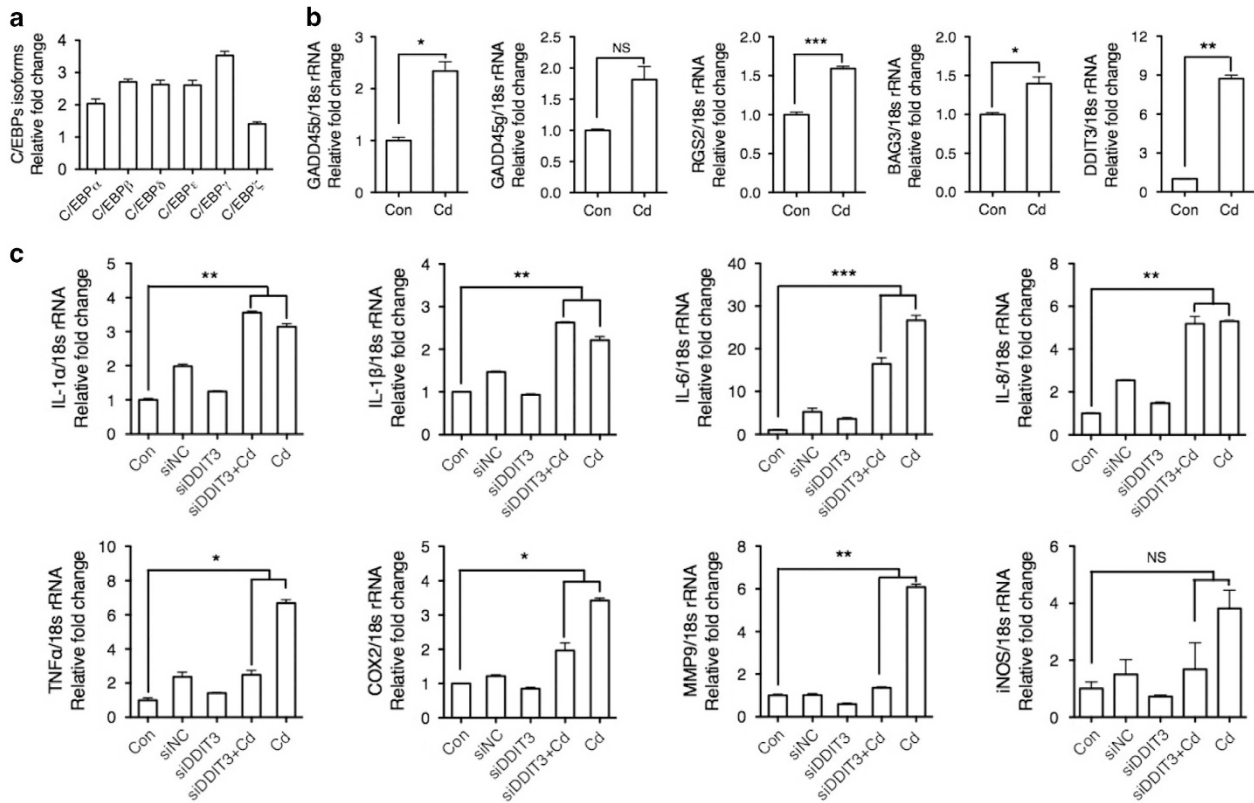 a
C/EBPs isoforms
Relative fold change
4
3
2
1
0
C/EBPα
C/EBPβ
C/EBPδ
C/EBPε
C/EBPγ
C/EBPζ
b
GADD45b/18s rRNA
Relative fold change
3
2
1
0
*
Con
Cd
GADD45g/18s rRNA
Relative fold change
2.5
2.0
1.5
1.0
0.5
0.0
NS
Con
Cd
RGS2/18s rRNA
Relative fold change
2.0
1.5
1.0
0.5
0.0
***
Con
Cd
BAG3/18s rRNA
Relative fold change
2.0
1.5
1.0
0.5
0.0
*
Con
Cd
DDIT3/18s rRNA
Relative fold change
12
9
6
3
0
**
Con
Cd
c
IL-1α/18s rRNA
Relative fold change
5
4
3
2
1
0
**
Con
siNC
siDDIT3
siDDIT3+Cd
Cd
IL-1β/18s rRNA
Relative fold change
4
3
2
1
0
**
Con
siNC
siDDIT3
siDDIT3+Cd
Cd
IL-6/18s rRNA
Relative fold change
40
30
20
10
0
***
Con
siNC
siDDIT3
siDDIT3+Cd
Cd
IL-8/18s rRNA
Relative fold change
8
6
4
2
0
**
Con
siNC
siDDIT3
siDDIT3+Cd
Cd
TNFα/18s rRNA
Relative fold change
10
8
6
4
2
0
*
Con
siNC
siDDIT3
siDDIT3+Cd
Cd
COX2/18s rRNA
Relative fold change
5
4
3
2
1
0
*
Con
siNC
siDDIT3
siDDIT3+Cd
Cd
MMP9/18s rRNA
Relative fold change
8
6
4
2
0
**
Con
siNC
siDDIT3
siDDIT3+Cd
Cd
iNOS/18s rRNA
Relative fold change
6
4
2
0
NS
Con
siNC
siDDIT3
siDDIT3+Cd
Cd